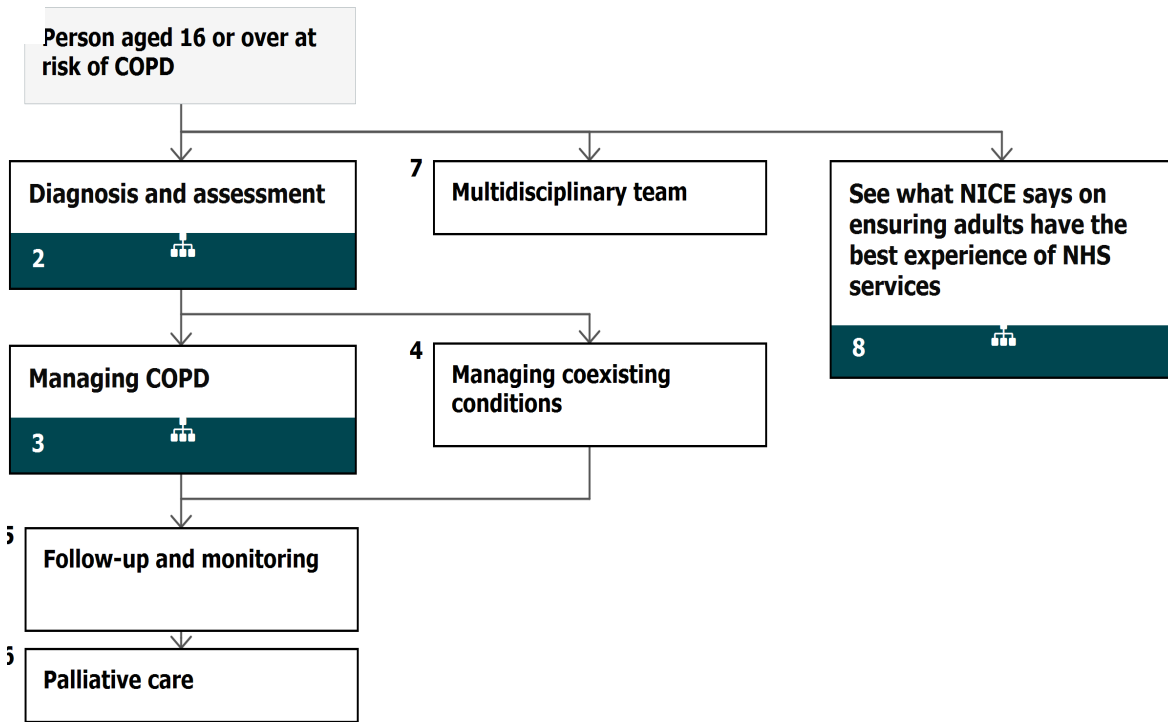 Person aged 16 or over at
risk of COPD
Diagnosis and assessment
2
7
Multidisciplinary team
See what NICE says on
ensuring adults have the
best experience of NHS
services
8
Managing COPD
3
4
Managing coexisting
conditions
5
Follow-up and monitoring
6
Palliative care